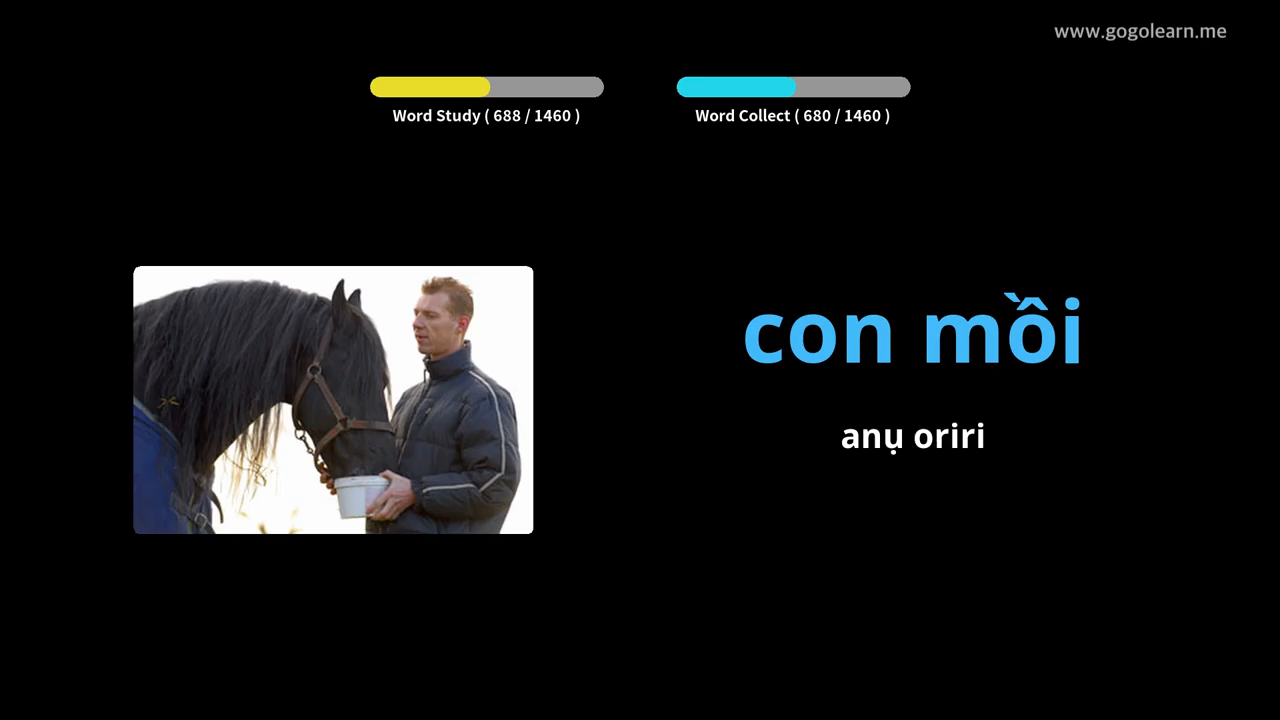 www.gogolearn.me
Word Study ( 688 / 1460 )
Word Collect ( 680 / 1460 )
con mồi
anụ oriri